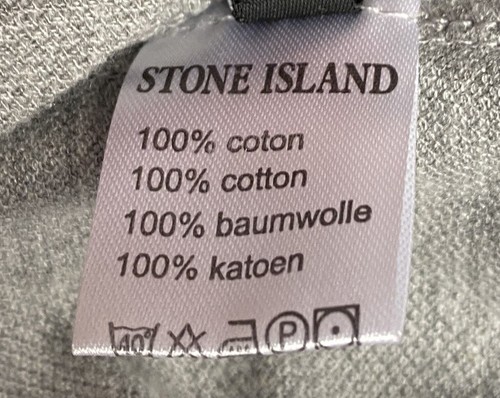 STONE ISLAND
100% coton
100% cotton
100% baumwolle
100% katoen
40°
P